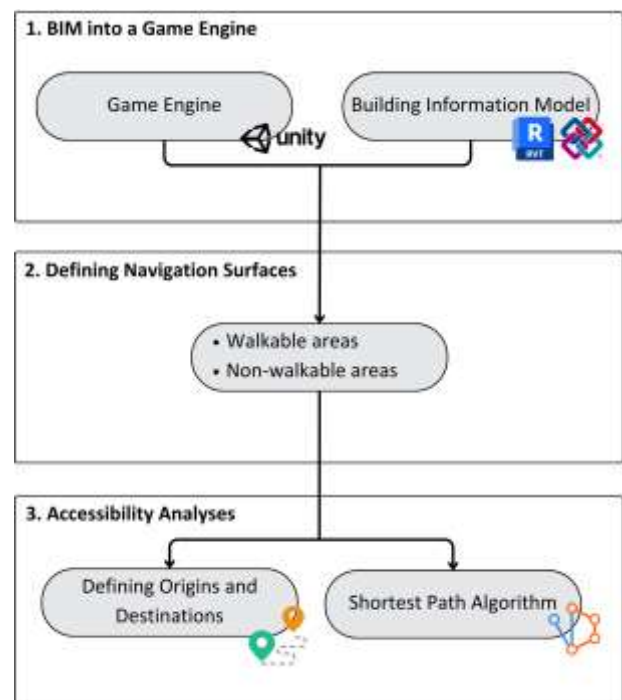 1. BIM into a Game Engine
Game Engine
Building Information Model
unity
R
RVT
2. Defining Navigation Surfaces
• Walkable areas
• Non-walkable areas
3. Accessibility Analyses
Defining Origins and
Destinations
Shortest Path Algorithm